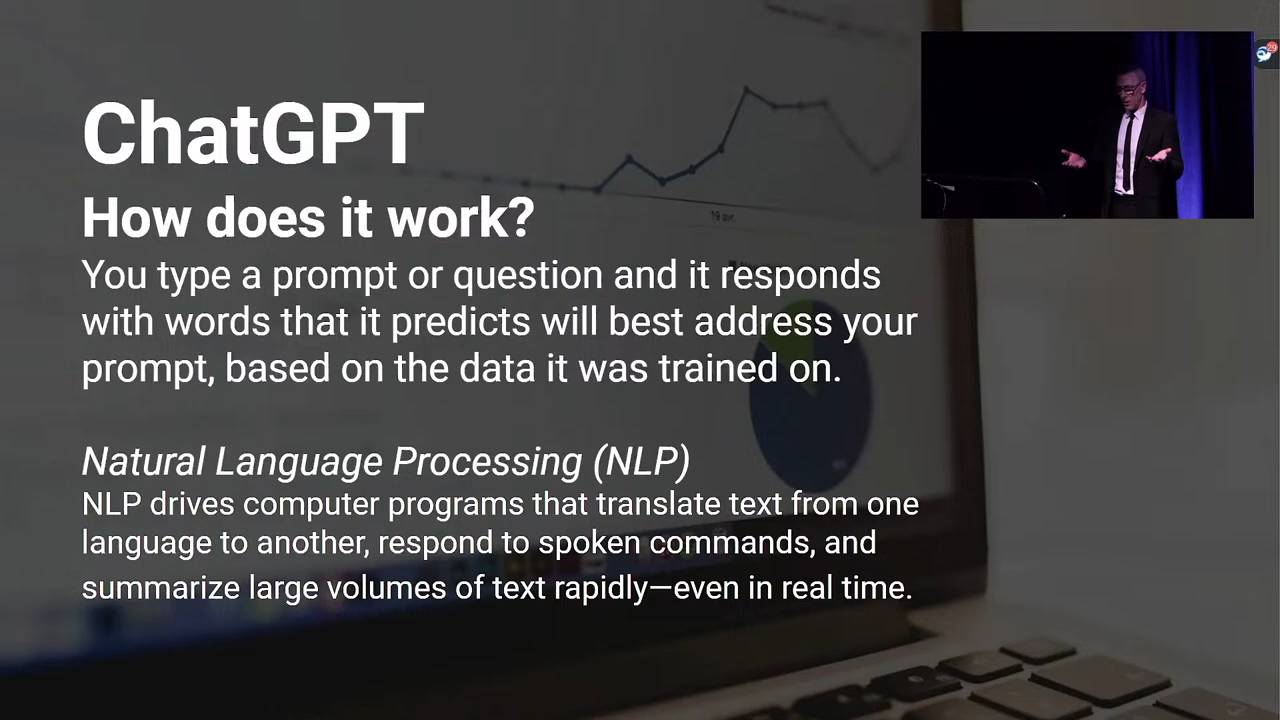 ChatGPT
How does it work?
You type a prompt or question and it responds
with words that it predicts will best address your
prompt, based on the data it was trained on.
Natural Language Processing (NLP)
NLP drives computer programs that translate text from one
language to another, respond to spoken commands, and
summarize large volumes of text rapidly—even in real time.
29